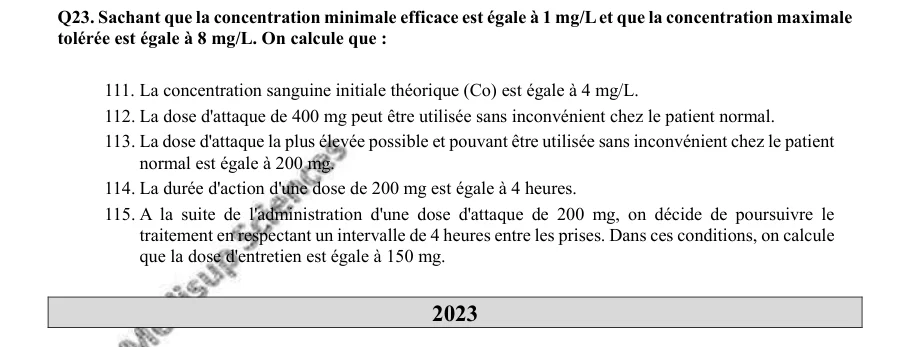 Q23. Sachant que la concentration minimale efficace est égale à 1 mg/L et que la concentration maximale
tolérée est égale à 8 mg/L. On calcule que :
111. La concentration sanguine initiale théorique (Co) est égale à 4 mg/L.
112. La dose d'attaque de 400 mg peut être utilisée sans inconvénient chez le patient normal.
113. La dose d'attaque la plus élevée possible et pouvant être utilisée sans inconvénient chez le patient
normal est égale à 200 mg.
114. La durée d'action d'une dose de 200 mg est égale à 4 heures.
115. A la suite de l'administration d'une dose d'attaque de 200 mg, on décide de poursuivre le
traitement en respectant un intervalle de 4 heures entre les prises. Dans ces conditions, on calcule
que la dose d'entretien est égale à 150 mg.
Medisup Sciences
2023